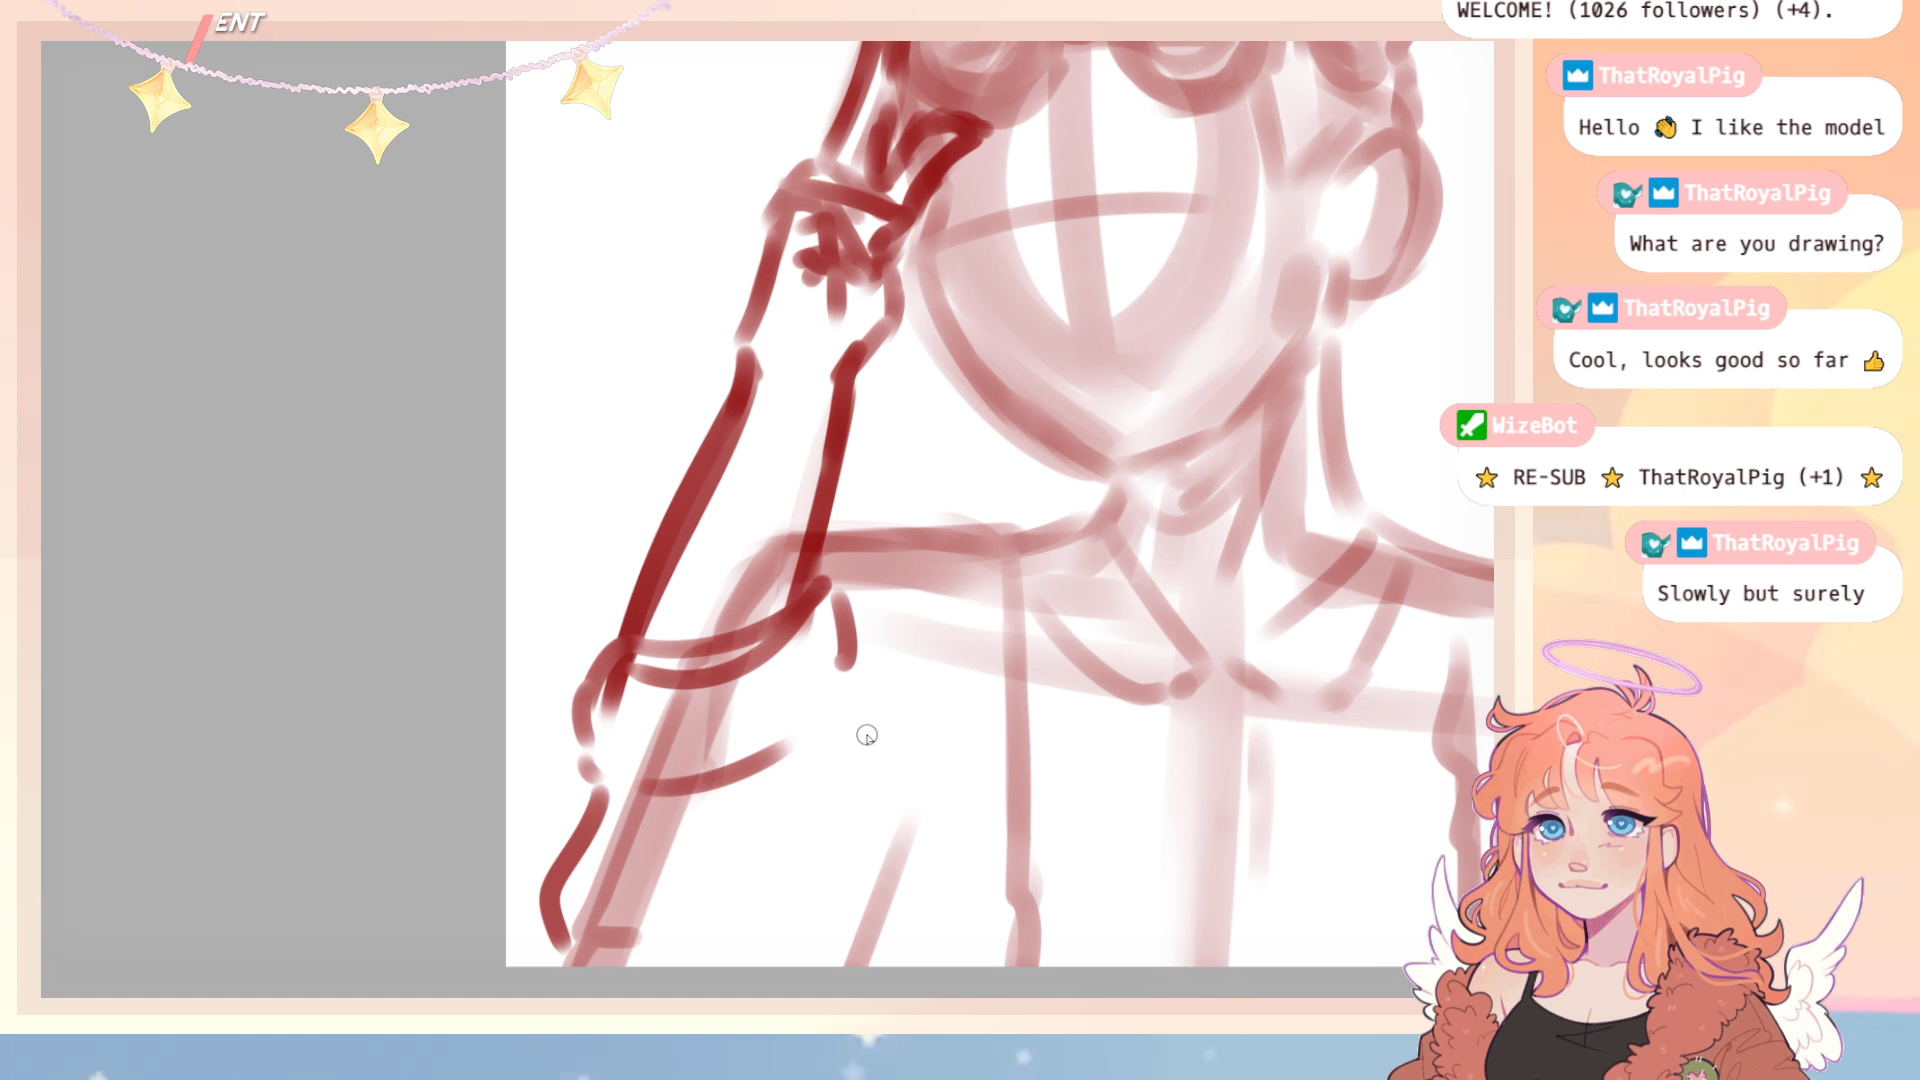 ENT
WELCOME! (1026 followers) (+4).
ThatRoyalPig
Hello 👏 I like the model
ThatRoyalPig
What are you drawing?
ThatRoyalPig
Cool, looks good so far 👍
WizeBot
⭐ RE-SUB ⭐ ThatRoyalPig (+1) ⭐
ThatRoyalPig
Slowly but surely